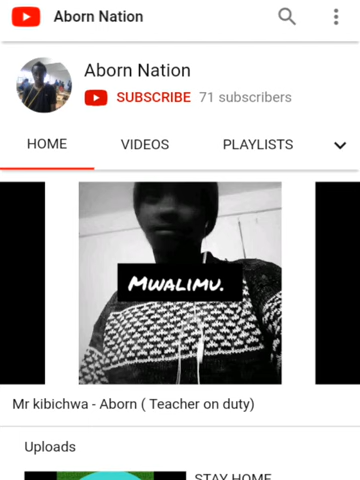 Aborn Nation
Aborn Nation
SUBSCRIBE 71 subscribers
HOME VIDEOS PLAYLISTS
MWALIMU.
Mr kibichwa - Aborn ( Teacher on duty)
Uploads
STAY HOME